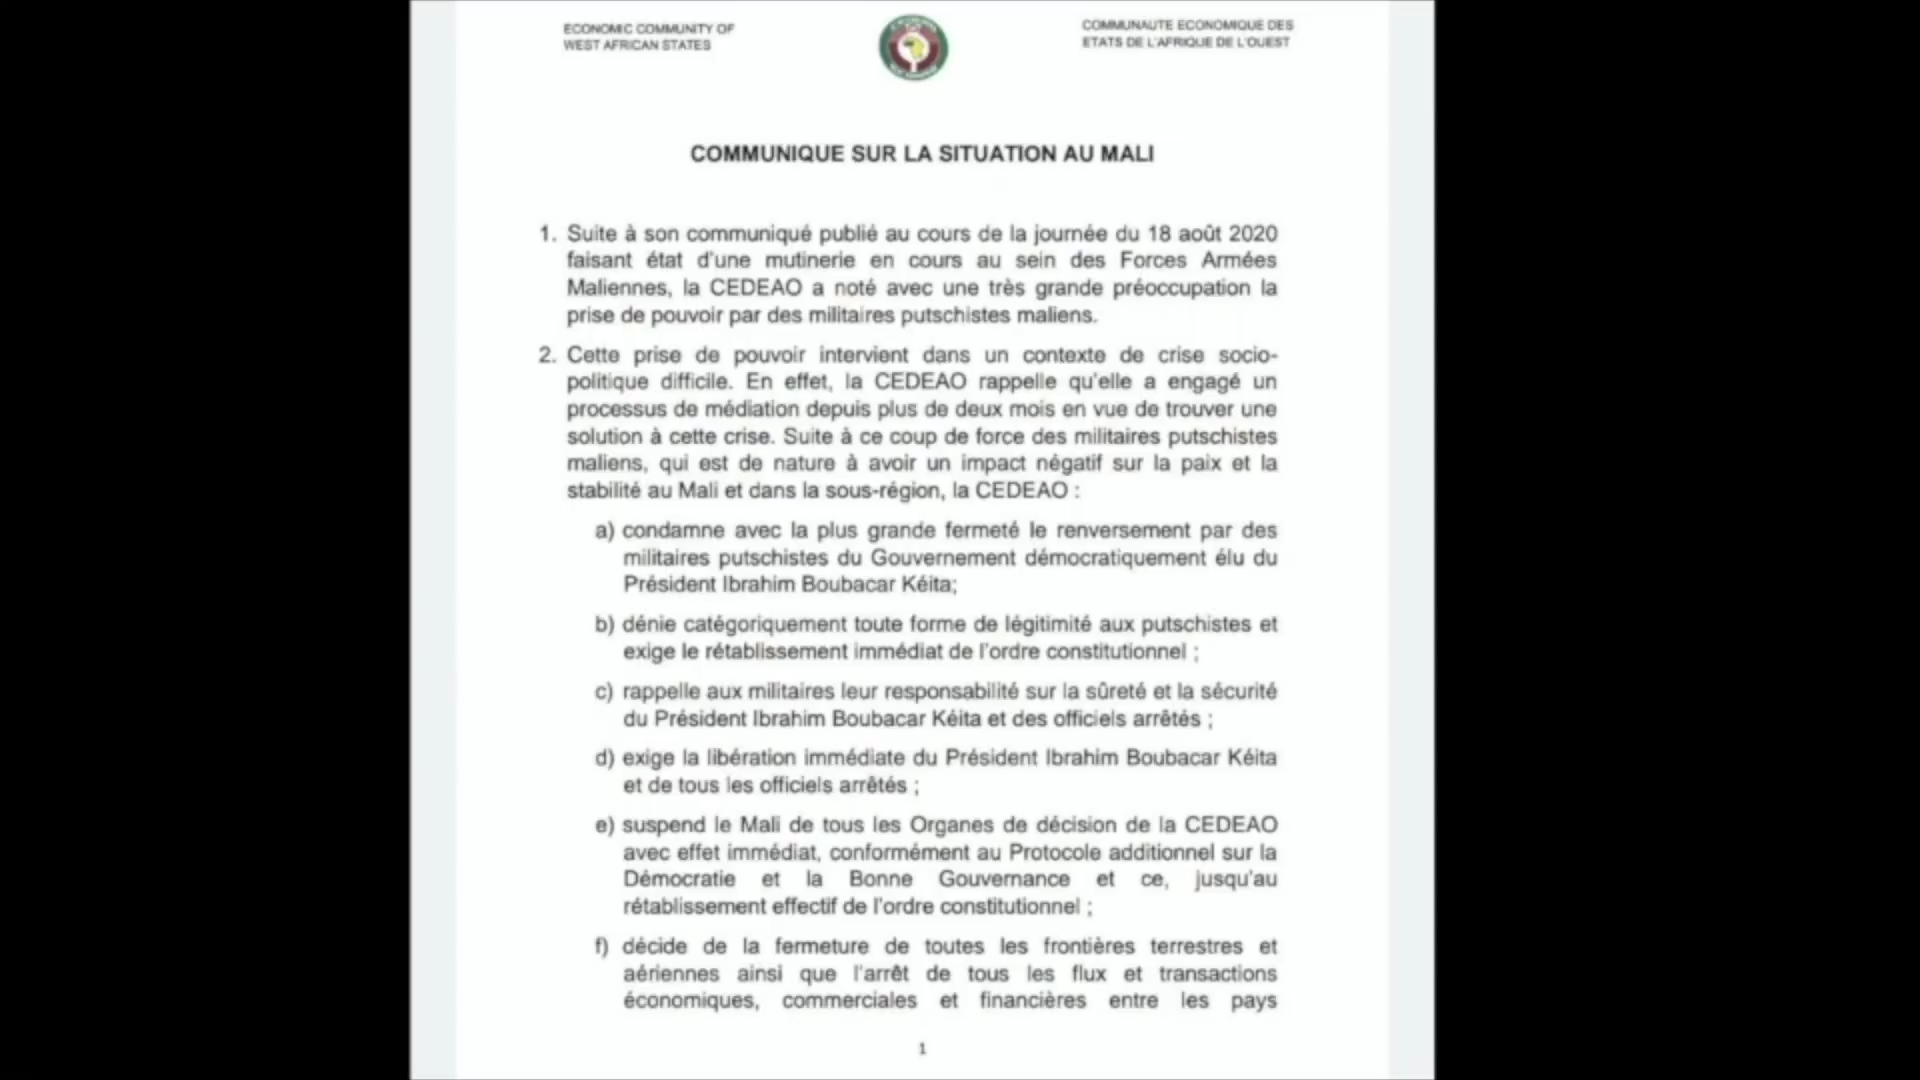 ECONOMIC COMMUNITY OF
WEST AFRICAN STATES
COMMUNAUTE ECONOMIQUE DES
ETATS DE L'AFRIQUE DE L'OUEST
COMMUNIQUE SUR LA SITUATION AU MALI
1. Suite à son communiqué publié au cours de la journée du 18 août 2020
faisant état d'une mutinerie en cours au sein des Forces Armées
Maliennes, la CEDEAO a noté avec une très grande préoccupation la
prise de pouvoir par des militaires putschistes maliens.
2. Cette prise de pouvoir intervient dans un contexte de crise socio-
politique difficile. En effet, la CEDEAO rappelle qu'elle a engagé un
processus de médiation depuis plus de deux mois en vue de trouver une
solution à cette crise. Suite à ce coup de force des militaires putschistes
maliens, qui est de nature à avoir un impact négatif sur la paix et la
stabilité au Mali et dans la sous-région, la CEDEAO :
a) condamne avec la plus grande fermeté le renversement par des
militaires putschistes du Gouvernement démocratiquement élu du
Président Ibrahim Boubacar Kéita;
b) dénie catégoriquement toute forme de légitimité aux putschistes et
exige le rétablissement immédiat de l'ordre constitutionnel ;
c) rappelle aux militaires leur responsabilité sur la sûreté et la sécurité
du Président Ibrahim Boubacar Kéita et des officiels arrêtés ;
d) exige la libération immédiate du Président Ibrahim Boubacar Kéita
et de tous les officiels arrêtés ;
e) suspend le Mali de tous les Organes de décision de la CEDEAO
avec effet immédiat, conformément au Protocole additionnel sur la
Démocratie et la Bonne Gouvernance et ce, jusqu'au
rétablissement effectif de l'ordre constitutionnel ;
f) décide de la fermeture de toutes les frontières terrestres et
aériennes ainsi que l'arrêt de tous les flux et transactions
économiques, commerciales et financières entre les pays
1